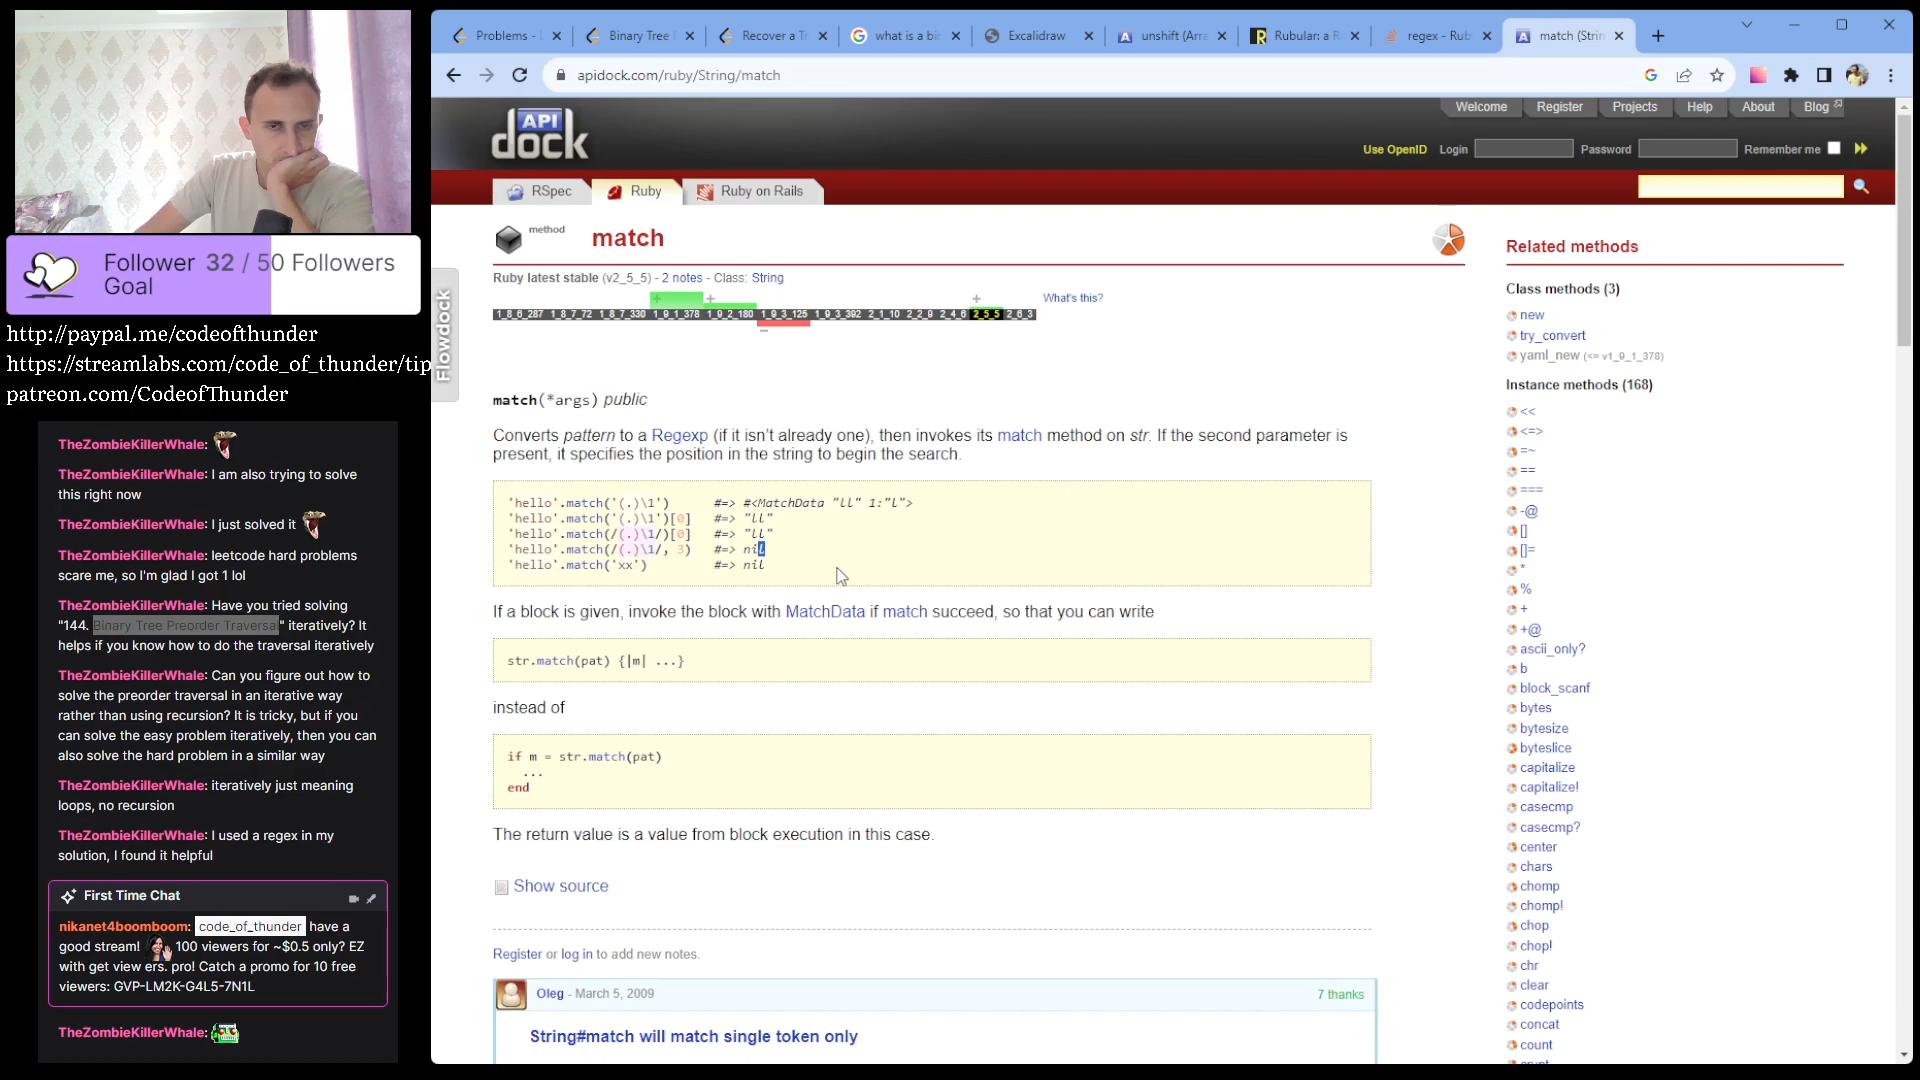 Problems - L
Binary Tree I
Recover a Tr
what is a bi
Excalidraw
unshift (Arra
Rubular: a R
regex - Rub
match (Strin
apidock.com/ruby/String/match
API
dock
Welcome
Register
Projects
Help
About
Blog
Use OpenID
Login
Password
Remember me
RSpec
Ruby
Ruby on Rails
method
match
Ruby latest stable (v2_5_5) - 2 notes - Class: String
1_8_6_287 1_8_7_72 1_8_7_330 1_9_1_378 1_9_2_180 1_9_3_125 1_9_3_392 2_1_10 2_2_9 2_4_6 2_5_5 2_6_3
What's this?
Flowdock
match(*args) public
Converts pattern to a Regexp (if it isn't already one), then invokes its match method on str. If the second parameter is
present, it specifies the position in the string to begin the search.
'hello'.match('(.)\1')      #=> #<MatchData "ll" 1:"l">
'hello'.match('(.)\1')[0]   #=> "ll"
'hello'.match(/(.)\1/)[0]   #=> "ll"
'hello'.match(/(.)\1/, 3)   #=> nil
'hello'.match('xx')         #=> nil
If a block is given, invoke the block with MatchData if match succeed, so that you can write
str.match(pat) {|m| ...}
instead of
if m = str.match(pat)
...
end
The return value is a value from block execution in this case.
Show source
Register or log in to add new notes.
Oleg - March 5, 2009
7 thanks
String#match will match single token only
Related methods
Class methods (3)
new
try_convert
yaml_new (<= v1_9_1_378)
Instance methods (168)
<<
<=>
=~
==
===
-@
[]
[]=
*
%
+
+@
ascii_only?
b
block_scanf
bytes
bytesize
byteslice
capitalize
capitalize!
casecmp
casecmp?
center
chars
chomp
chomp!
chop
chop!
chr
clear
codepoints
concat
count
Follower 32 / 50 Followers
Goal
http://paypal.me/codeofthunder
https://streamlabs.com/code_of_thunder/tip
patreon.com/CodeofThunder
TheZombieKillerWhale:
TheZombieKillerWhale: I am also trying to solve
this right now
TheZombieKillerWhale: I just solved it
TheZombieKillerWhale: leetcode hard problems
scare me, so I'm glad I got 1 lol
TheZombieKillerWhale: Have you tried solving
"144. Binary Tree Preorder Traversal" iteratively? It
helps if you know how to do the traversal iteratively
TheZombieKillerWhale: Can you figure out how to
solve the preorder traversal in an iterative way
rather than using recursion? It is tricky, but if you
can solve the easy problem iteratively, then you can
also solve the hard problem in a similar way
TheZombieKillerWhale: iteratively just meaning
loops, no recursion
TheZombieKillerWhale: I used a regex in my
solution, I found it helpful
First Time Chat
nikanet4boomboom: code_of_thunder have a
good stream! 100 viewers for ~$0.5 only? EZ
with get view ers. pro! Catch a promo for 10 free
viewers: GVP-LM2K-G4L5-7N1L
TheZombieKillerWhale: